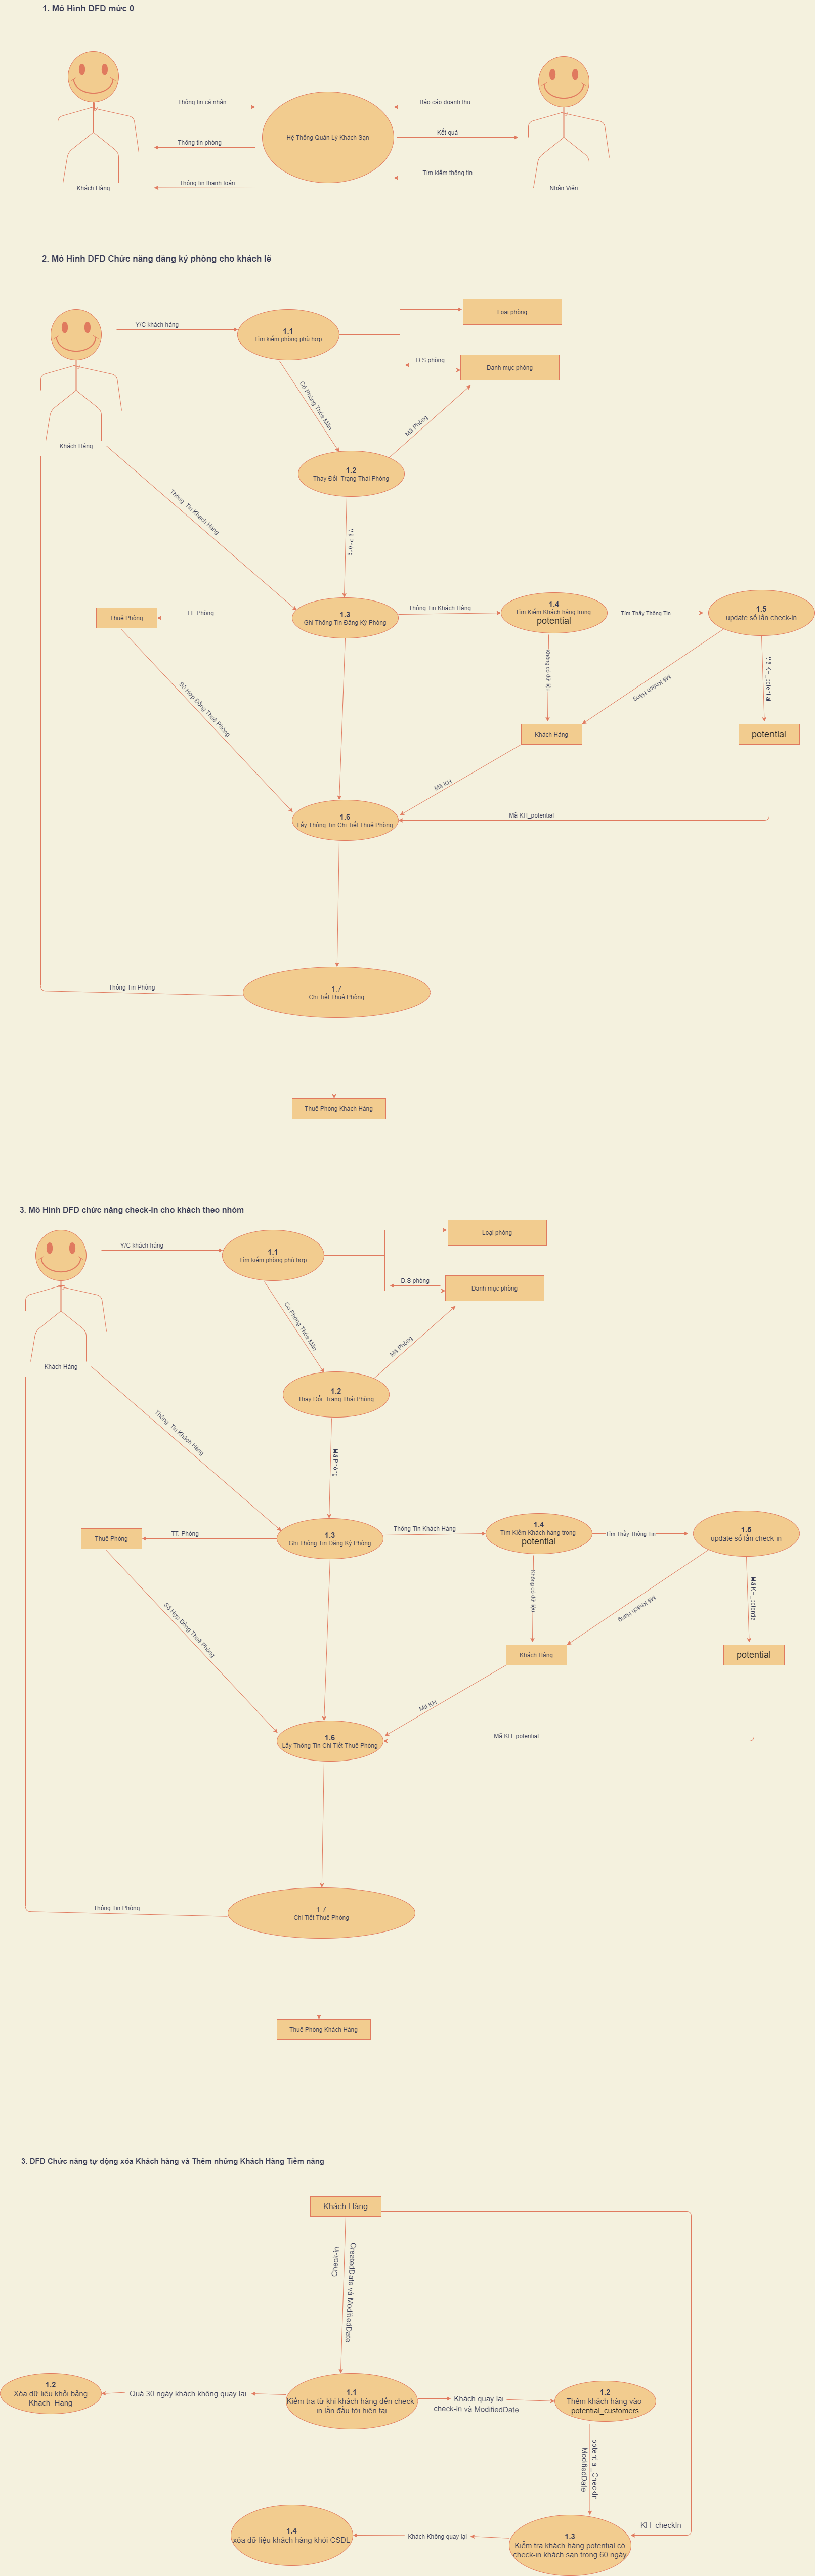 1. Mô Hình DFD mức 0
Thông tin cá nhân
Báo cáo doanh thu
Hệ Thống Quản Lý Khách Sạn
Kết quả
Thông tin phòng
Tìm kiếm thông tin
Thông tin thanh toán
Khách Hàng
Nhân Viên
2. Mô Hình DFD Chức năng đăng ký phòng cho khách lẻ
Y/C khách hàng
1.1
Tìm kiếm phòng phù hợp
Loại phòng
D.S phòng
Danh mục phòng
Có Phòng Thỏa Mãn
Mã Phòng
Khách Hàng
1.2
Thay Đổi Trạng Thái Phòng
Thông Tin Khách Hàng
Mã Phòng
Thuê Phòng
TT. Phòng
1.3
Ghi Thông Tin Đăng Ký Phòng
Thông Tin Khách Hàng
1.4
Tìm Kiếm Khách hàng trong
potential
Tìm Thấy Thông Tin
1.5
update số lần check-in
Số Hợp Đồng Thuê Phòng
Không có dữ liệu
Mã Khách Hàng
Mã KH_potential
Khách Hàng
potential
Mã KH
1.6
Lấy Thông Tin Chi Tiết Thuê Phòng
Mã KH_potential
Thông Tin Phòng
1.7
Chi Tiết Thuê Phòng
Thuê Phòng Khách Hàng
3. Mô Hình DFD chức năng check-in cho khách theo nhóm
Y/C khách hàng
1.1
Tìm kiếm phòng phù hợp
Loại phòng
D.S phòng
Danh mục phòng
Có Phòng Thỏa Mãn
Mã Phòng
Khách Hàng
1.2
Thay Đổi Trạng Thái Phòng
Thông Tin Khách Hàng
Mã Phòng
Thuê Phòng
TT. Phòng
1.3
Ghi Thông Tin Đăng Ký Phòng
Thông Tin Khách Hàng
1.4
Tìm Kiếm Khách hàng trong
potential
Tìm Thấy Thông Tin
1.5
update số lần check-in
Số Hợp Đồng Thuê Phòng
Không có dữ liệu
Mã Khách Hàng
Mã KH_potential
Khách Hàng
potential
Mã KH
1.6
Lấy Thông Tin Chi Tiết Thuê Phòng
Mã KH_potential
Thông Tin Phòng
1.7
Chi Tiết Thuê Phòng
Thuê Phòng Khách Hàng
3. DFD Chức năng tự động xóa Khách hàng và Thêm những Khách Hàng Tiềm năng
Khách Hàng
Check-in
CreatedDate và ModifiedDate
1.2
Xóa dữ liệu khỏi bảng
Khach_Hang
Quá 30 ngày khách không quay lại
1.1
Kiểm tra từ khi khách hàng đến check-
in lần đầu tới hiện tại
Khách quay lại
check-in và ModifiedDate
1.2
Thêm khách hàng vào
potential_customers
potential_CheckIn
ModifiedDate
KH_checkIn
1.4
xóa dữ liệu khách hàng khỏi CSDL
Khách Không quay lại
1.3
Kiểm tra khách hàng potential có
check-in khách sạn trong 60 ngày